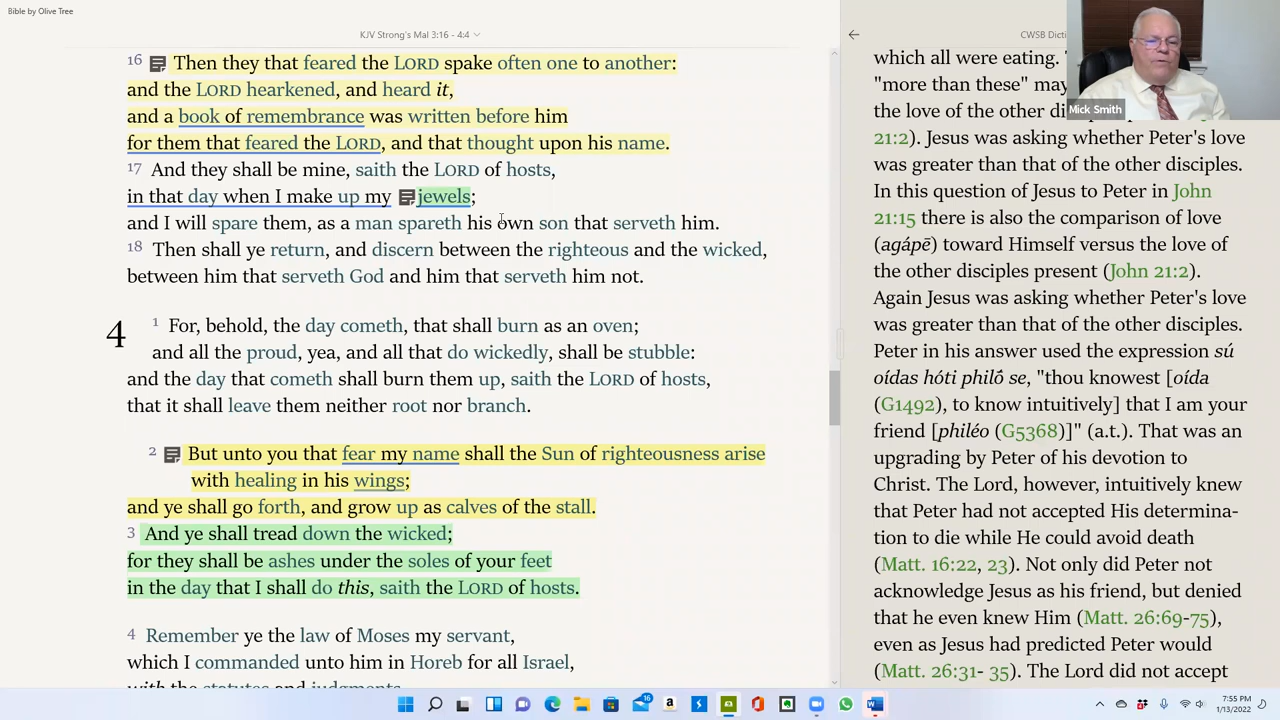 Bible by Olive Tree
KJV Strong's Mal 3:16 - 4:4
16 Then they that feared the LORD spake often one to another:
and the LORD hearkened, and heard it,
and a book of remembrance was written before him
for them that feared the LORD, and that thought upon his name.
17 And they shall be mine, saith the LORD of hosts,
in that day when I make up my jewels;
and I will spare them, as a man spareth his own son that serveth him.
18 Then shall ye return, and discern between the righteous and the wicked,
between him that serveth God and him that serveth him not.
4
1 For, behold, the day cometh, that shall burn as an oven;
and all the proud, yea, and all that do wickedly, shall be stubble:
and the day that cometh shall burn them up, saith the LORD of hosts,
that it shall leave them neither root nor branch.
2 But unto you that fear my name shall the Sun of righteousness arise
with healing in his wings;
and ye shall go forth, and grow up as calves of the stall.
3 And ye shall tread down the wicked;
for they shall be ashes under the soles of your feet
in the day that I shall do this, saith the LORD of hosts.
4 Remember ye the law of Moses my servant,
which I commanded unto him in Horeb for all Israel,
with the statutes and judgments.
CWSB
which all were eating.
"more than these" may
the love of the other
21:2). Jesus was asking whether Peter's love
was greater than that of the other disciples.
In this question of Jesus to Peter in John
21:15 there is also the comparison of love
(agápē) toward Himself versus the love of
the other disciples present (John 21:2).
Again Jesus was asking whether Peter's love
was greater than that of the other disciples.
Peter in his answer used the expression sú
oídas hóti philṓ se, "thou knowest [oída
(G1492), to know intuitively] that I am your
friend [philéo (G5368)]" (a.t.). That was an
upgrading by Peter of his devotion to
Christ. The Lord, however, intuitively knew
that Peter had not accepted His determina-
tion to die while He could avoid death
(Matt. 16:22, 23). Not only did Peter not
acknowledge Jesus as his friend, but denied
that he even knew Him (Matt. 26:69-75),
even as Jesus had predicted Peter would
(Matt. 26:31- 35). The Lord did not accept
Mick Smith
16
7:55 PM
1/13/2022